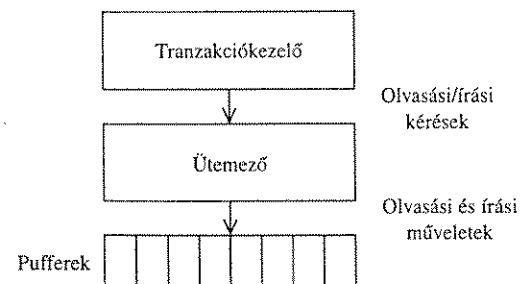 Tranzakciókezelő
Olvasási/írási
kérések
Ütemező
Olvasási és írási
műveletek
Pufferek